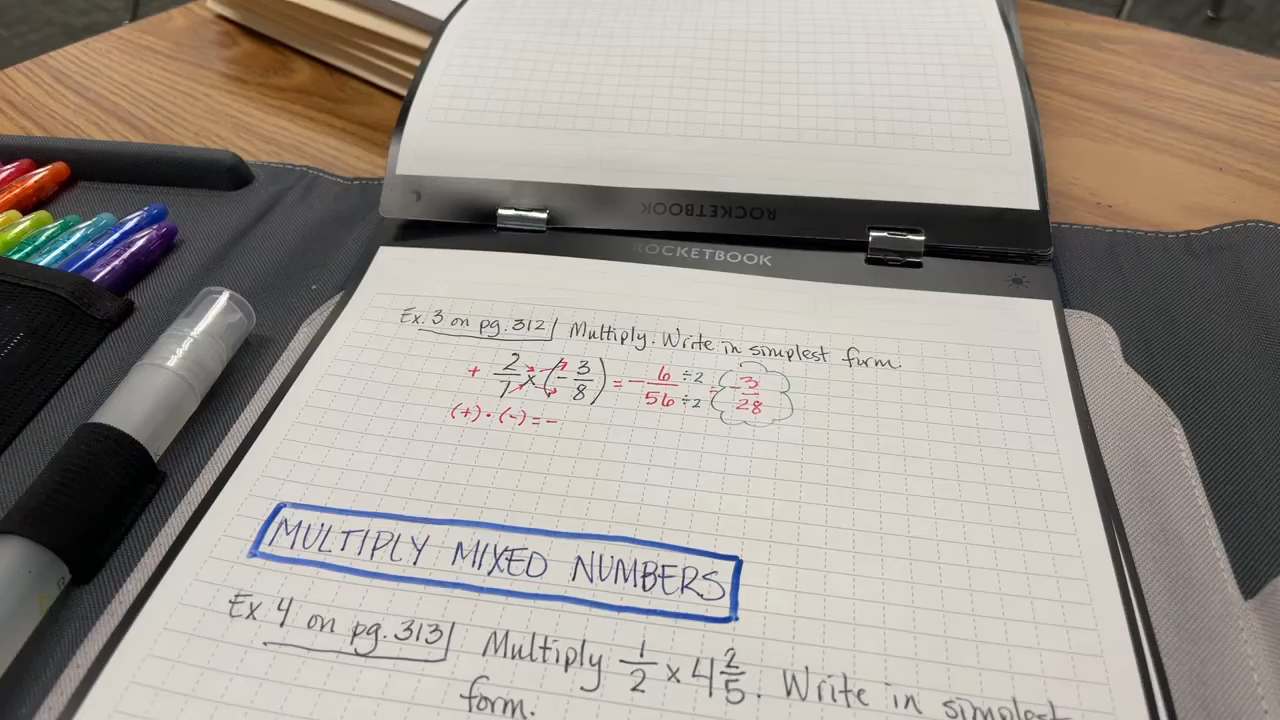 ROCKETBOOK
ROCKETBOOK
Ex. 3 on pg. 312 Multiply. Write in simplest form.
+ 2/7 × (- 3/8) = - 6/56 ÷2/÷2 = - 3/28
(+) · (-) = -
MULTIPLY MIXED NUMBERS
Ex 4 on pg. 313 Multiply 1/2 × 4 2/5. Write in simplest
form.